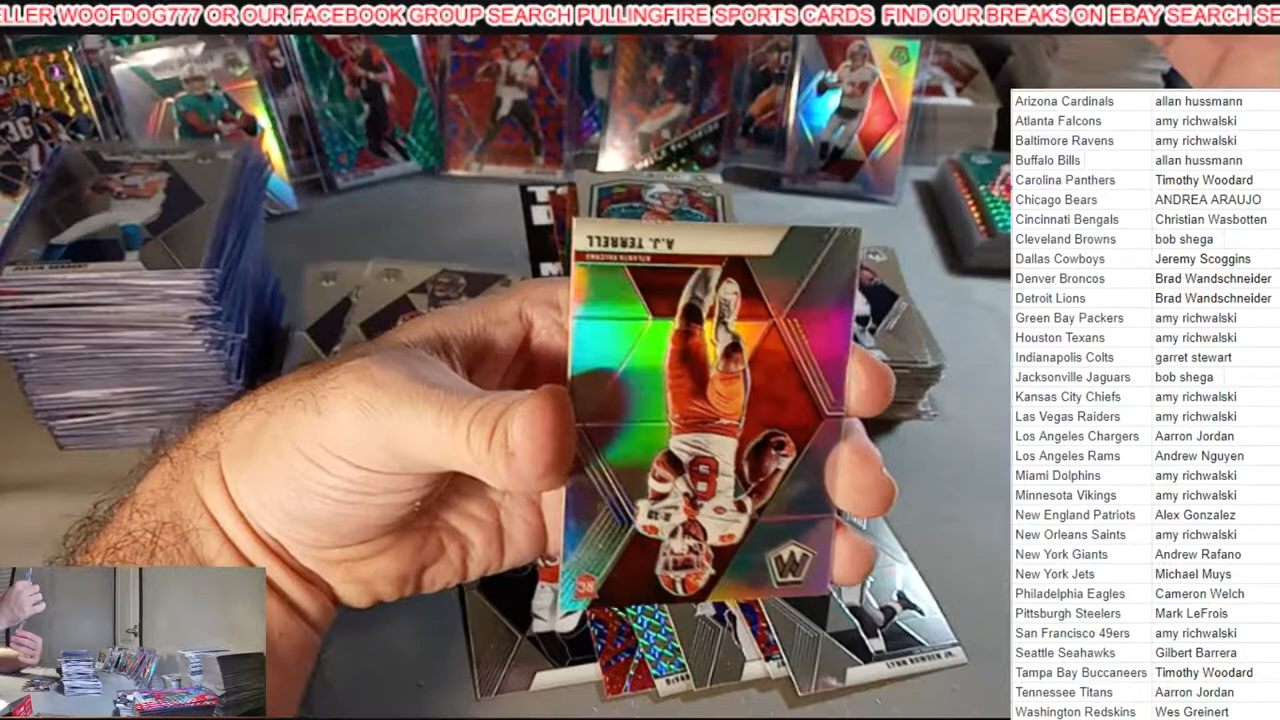 ELLER WOOFDOG777 OR OUR FACEBOOK GROUP SEARCH PULLINGFIRE SPORTS CARDS FIND OUR BREAKS ON EBAY SEARCH SE
Arizona Cardinals allan hussmann
Atlanta Falcons amy richwalski
Baltimore Ravens amy richwalski
Buffalo Bills allan hussmann
Carolina Panthers Timothy Woodard
Chicago Bears ANDREA ARAUJO
Cincinnati Bengals Christian Wasbotten
Cleveland Browns bob shega
Dallas Cowboys Jeremy Scoggins
Denver Broncos Brad Wandschneider
Detroit Lions Brad Wandschneider
Green Bay Packers amy richwalski
Houston Texans amy richwalski
Indianapolis Colts garret stewart
Jacksonville Jaguars bob shega
Kansas City Chiefs amy richwalski
Las Vegas Raiders amy richwalski
Los Angeles Chargers Aarron Jordan
Los Angeles Rams Andrew Nguyen
Miami Dolphins amy richwalski
Minnesota Vikings amy richwalski
New England Patriots Alex Gonzalez
New Orleans Saints amy richwalski
New York Giants Andrew Rafano
New York Jets Michael Muys
Philadelphia Eagles Cameron Welch
Pittsburgh Steelers Mark LeFrois
San Francisco 49ers amy richwalski
Seattle Seahawks Gilbert Barrera
Tampa Bay Buccaneers Timothy Woodard
Tennessee Titans Aarron Jordan
Washington Redskins Wes Greinert
36
A.J. TERRELL
ATLANTA FALCONS
8
LYNN BOWDEN JR.